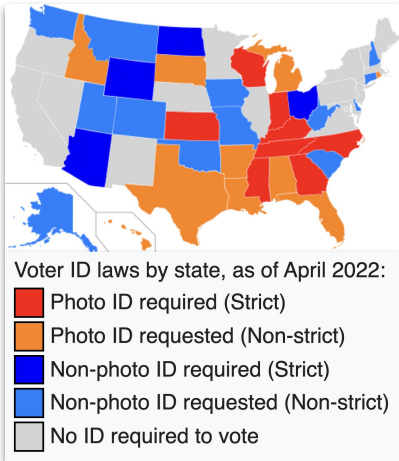 Voter ID laws by state, as of April 2022:
Photo ID required (Strict)
Photo ID requested (Non-strict)
Non-photo ID required (Strict)
Non-photo ID requested (Non-strict)
No ID required to vote